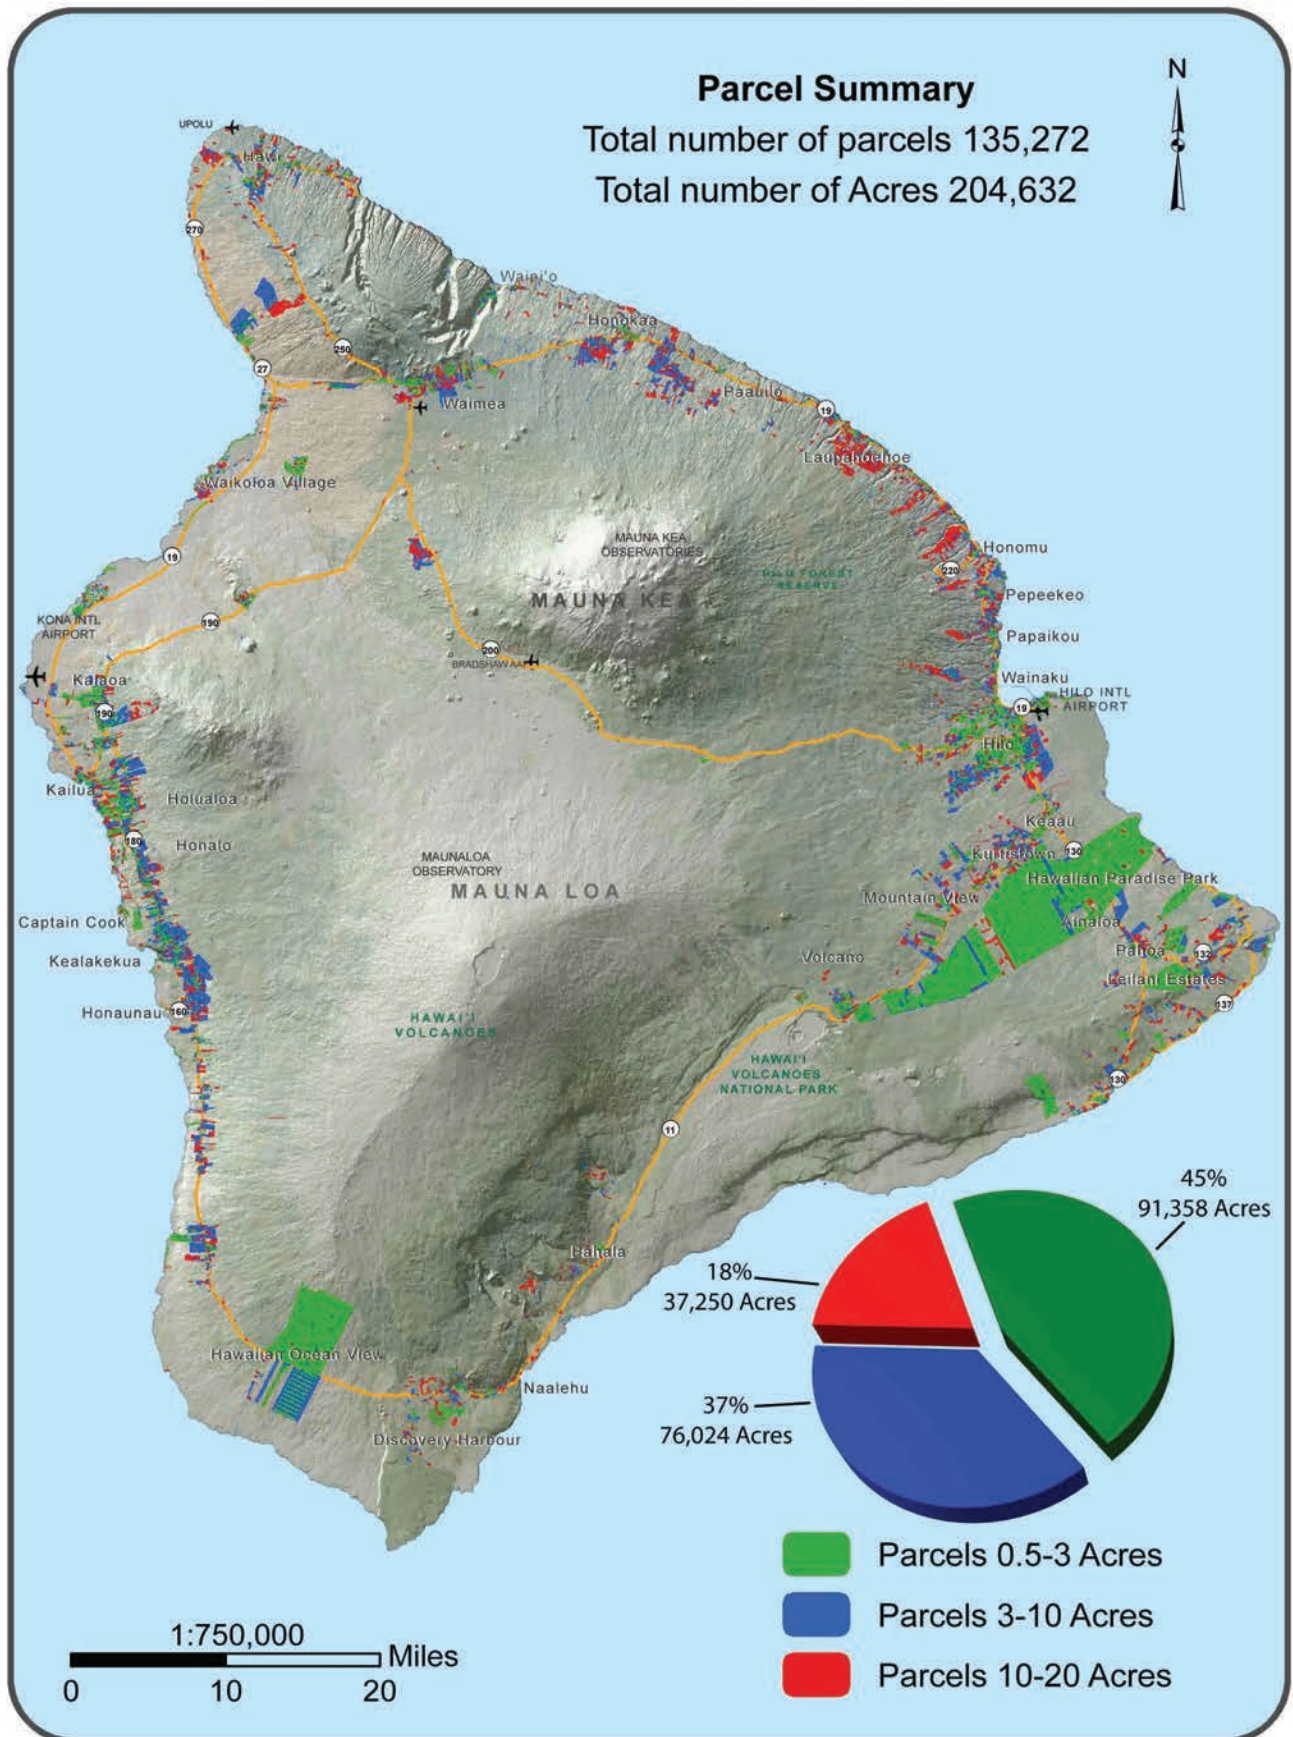 Parcel Summary
Total number of parcels 135,272
Total number of Acres 204,632
N
UPOLU
Hawi
270
Waipi'o
Honokaa
250
27
Waimea
Paauilo
19
Laupahoehoe
Waikoloa Village
MAUNA KEA
OBSERVATORIES
Honomu
19
220
HILO FOREST
RESERVE
MAUNA KEA
Pepeekeo
KONA INTL
AIRPORT
190
Papaikou
200
BRADSHAW AAF
Kalaoa
Wainaku
HILO INTL
AIRPORT
19
190
Hilo
Kailua
Holualoa
Keaau
180
Honalo
130
Kurtistown
MAUNALOA
OBSERVATORY
Hawaiian Paradise Park
MAUNA LOA
Mountain View
Captain Cook
Ainaloa
Pahoa
132
Kealakekua
Volcano
Leilani Estates
137
Honaunau
160
HAWAI'I
VOLCANOES
HAWAI'I
VOLCANOES
NATIONAL PARK
130
11
45%
91,358 Acres
Pahala
18%
37,250 Acres
Hawaiian Ocean View
Naalehu
37%
76,024 Acres
Discovery Harbour
Parcels 0.5-3 Acres
Parcels 3-10 Acres
Parcels 10-20 Acres
1:750,000
Miles
0 10 20